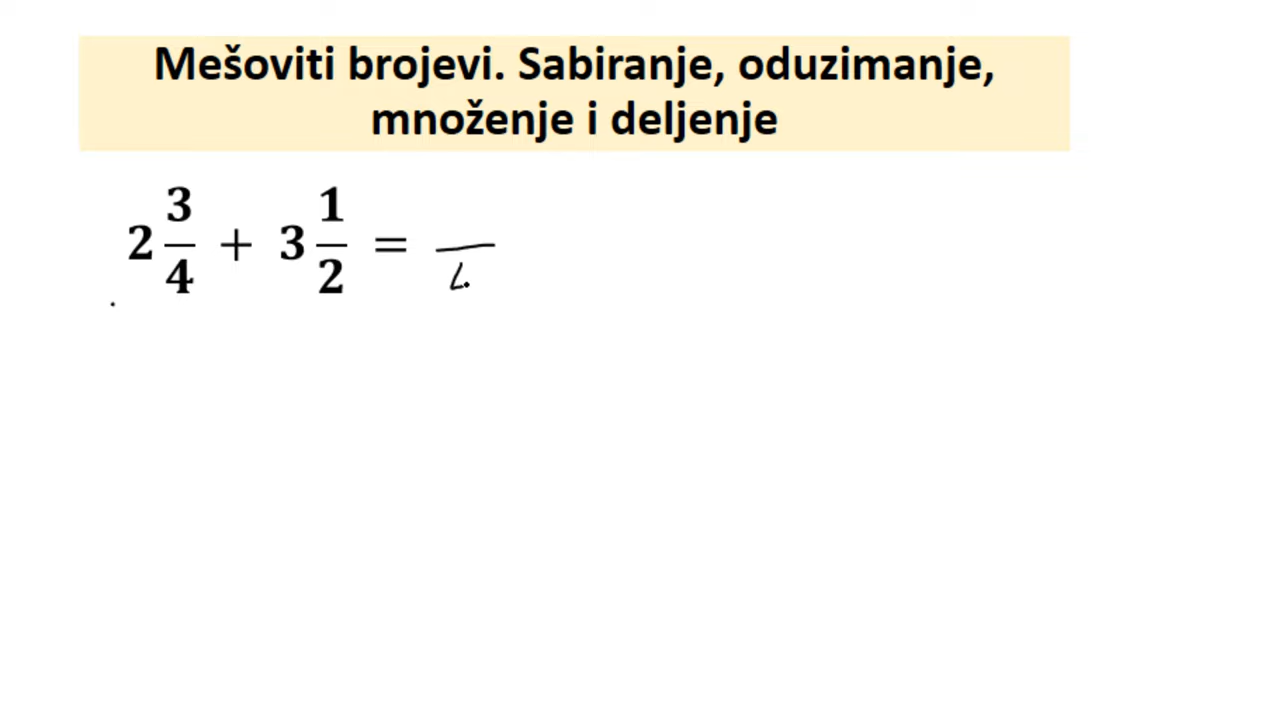 Mešoviti brojevi. Sabiranje, oduzimanje,
množenje i deljenje
2 3/4 + 3 1/2 =